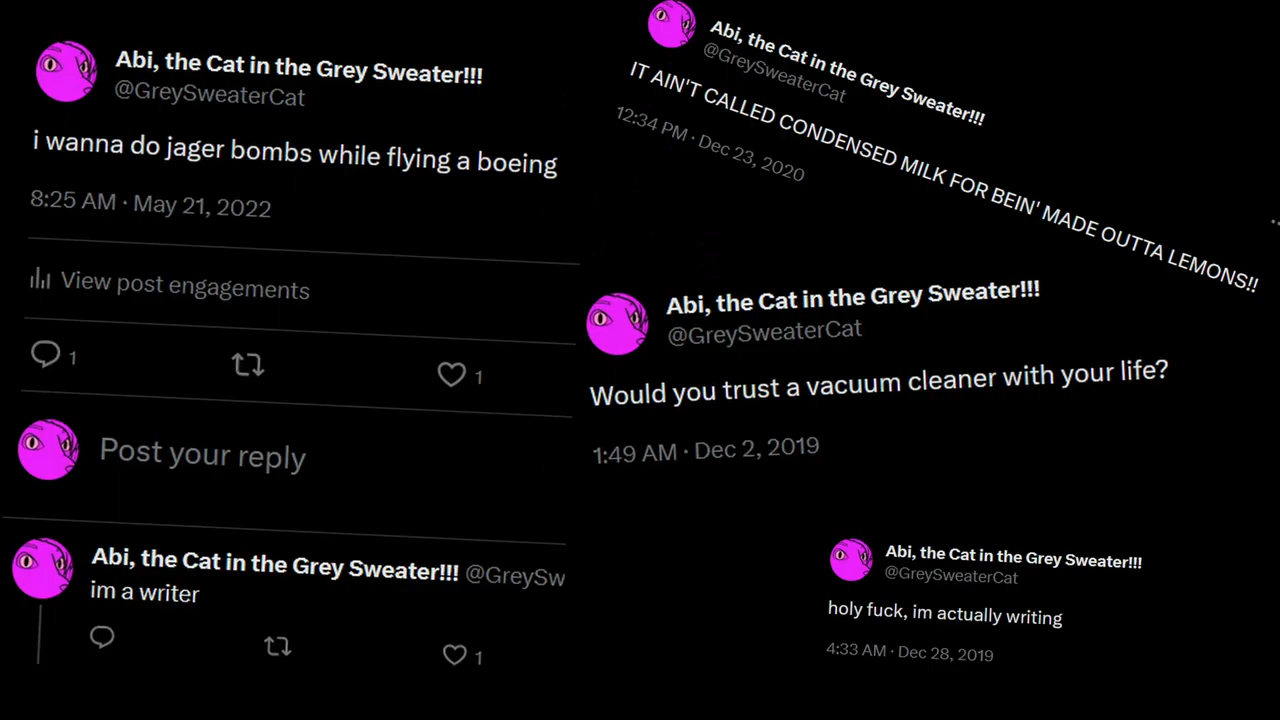 Abi, the Cat in the Grey Sweater!!!
@GreySweaterCat
i wanna do jager bombs while flying a boeing
8:25 AM · May 21, 2022
View post engagements
1
1
Post your reply
Abi, the Cat in the Grey Sweater!!! @GreySw
im a writer
1
Abi, the Cat in the Grey Sweater!!!
@GreySweaterCat
IT AIN'T CALLED CONDENSED MILK FOR BEIN' MADE OUTTA LEMONS!!
12:34 PM · Dec 23, 2020
Abi, the Cat in the Grey Sweater!!!
@GreySweaterCat
Would you trust a vacuum cleaner with your life?
1:49 AM · Dec 2, 2019
Abi, the Cat in the Grey Sweater!!!
@GreySweaterCat
holy fuck, im actually writing
4:33 AM · Dec 28, 2019